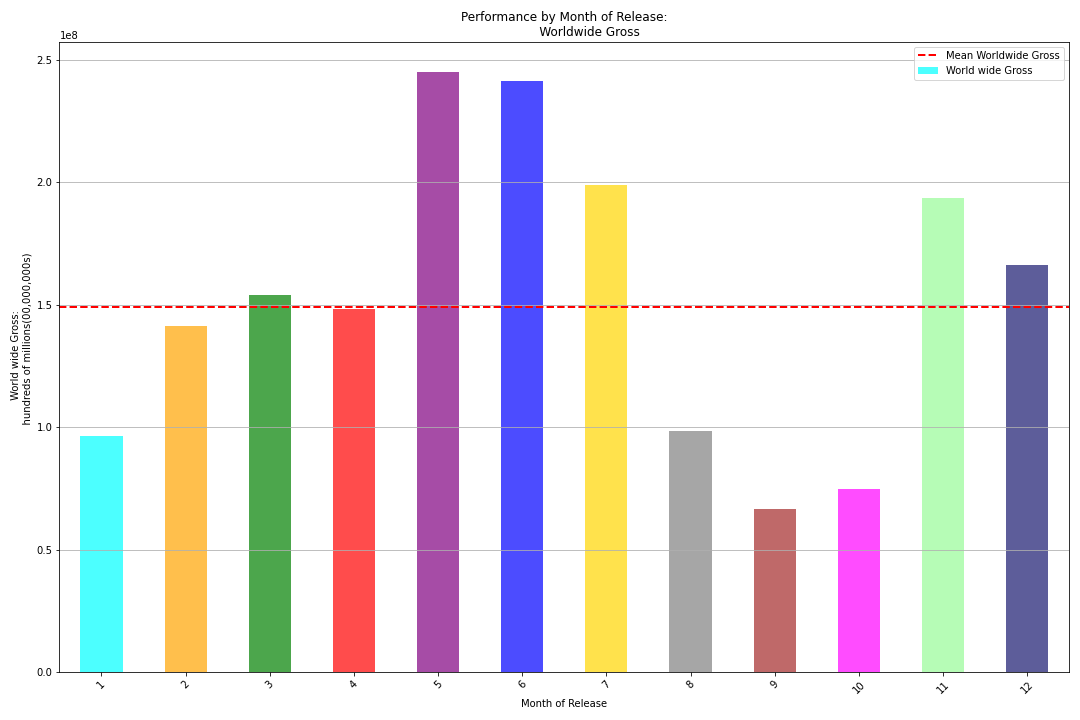 Performance by Month of Release:
Worldwide Gross
1e8
2.5
2.0
1.5
1.0
0.5
0.0
World wide Gross:
hundreds of millions(00,000,000s)
Mean Worldwide Gross
World wide Gross
1
2
3
4
5
6
7
8
9
10
11
12
Month of Release